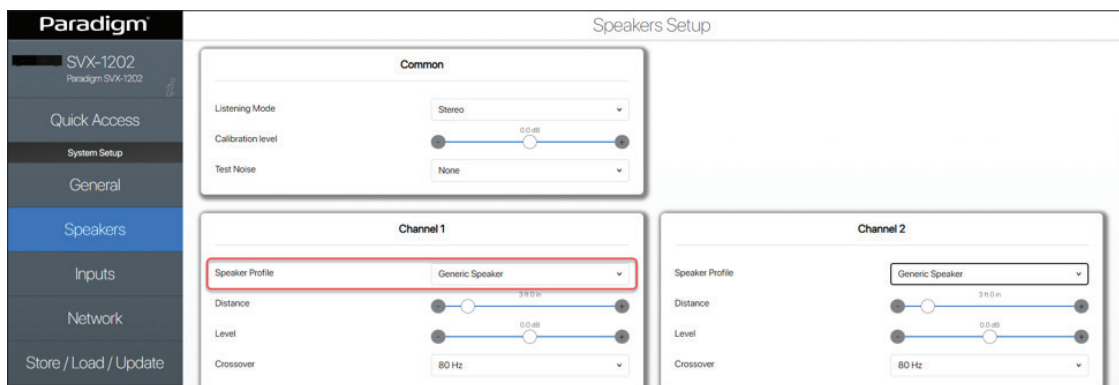 Paradigm
Speakers Setup
SVX-1202
Paradigm SVX-1202
Quick Access
System Setup
General
Speakers
Inputs
Network
Store / Load / Update
Common
Listening Mode
Stereo
Calibration level
0.0 dB
Test Noise
None
Channel 1
Speaker Profile
Generic Speaker
Distance
3 ft 0 in
Level
0.0 dB
Crossover
80 Hz
Channel 2
Speaker Profile
Generic Speaker
Distance
3 ft 0 in
Level
0.0 dB
Crossover
80 Hz